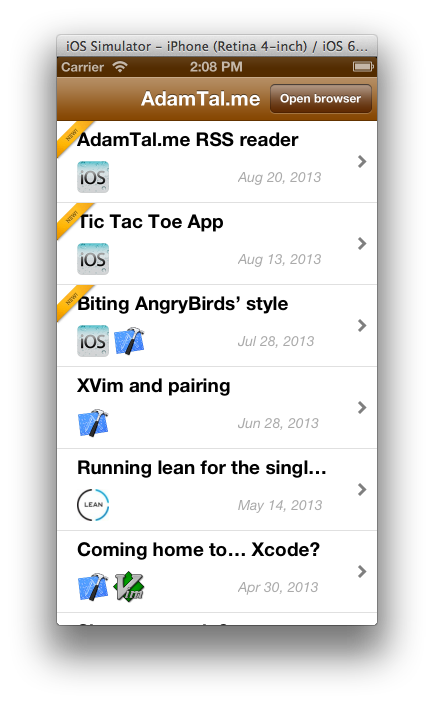 iOS Simulator - iPhone (Retina 4-inch) / iOS 6...
Carrier 2:08 PM
AdamTal.me Open browser
NEW!
AdamTal.me RSS reader
iOS Aug 20, 2013
NEW!
Tic Tac Toe App
iOS Aug 13, 2013
NEW!
Biting AngryBirds’ style
iOS Jul 28, 2013
XVim and pairing
Jun 28, 2013
Running lean for the singl...
LEAN May 14, 2013
Coming home to... Xcode?
Vim Apr 30, 2013